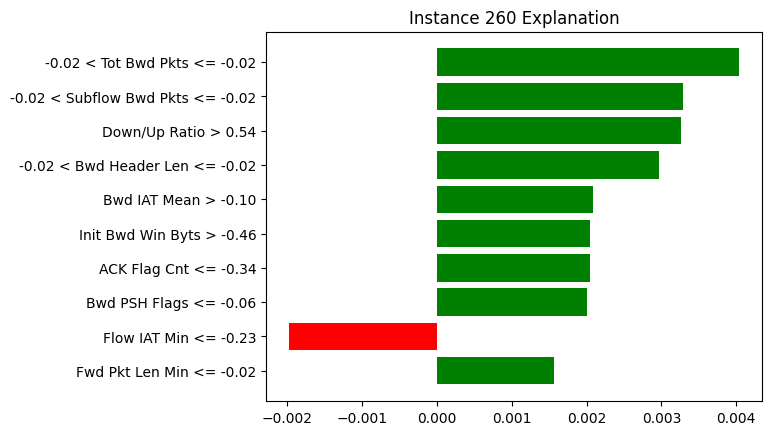 Instance 260 Explanation
-0.02 < Tot Bwd Pkts <= -0.02
-0.02 < Subflow Bwd Pkts <= -0.02
Down/Up Ratio > 0.54
-0.02 < Bwd Header Len <= -0.02
Bwd IAT Mean > -0.10
Init Bwd Win Byts > -0.46
ACK Flag Cnt <= -0.34
Bwd PSH Flags <= -0.06
Flow IAT Min <= -0.23
Fwd Pkt Len Min <= -0.02
−0.002 −0.001 0.000 0.001 0.002 0.003 0.004